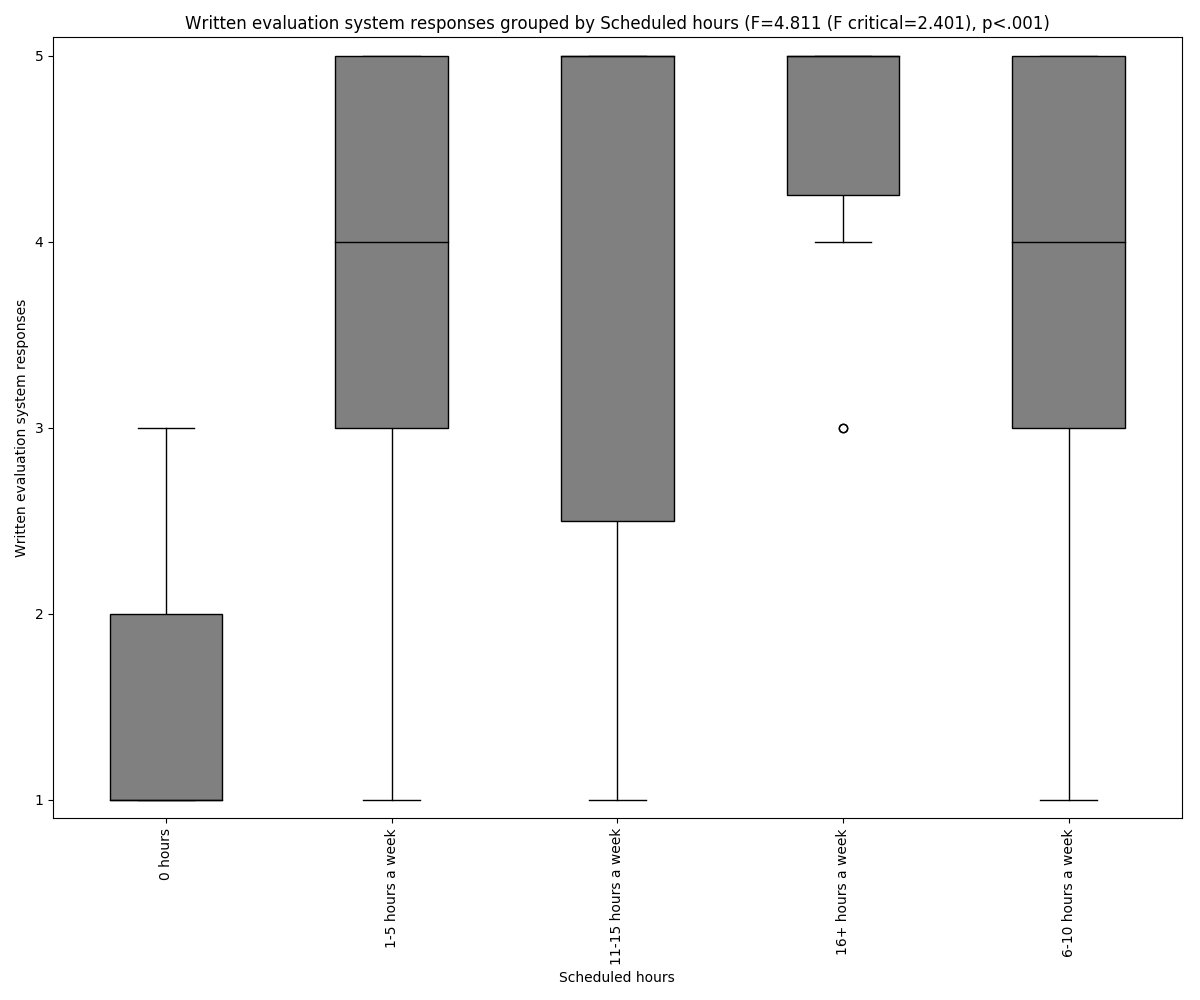 Written evaluation system responses grouped by Scheduled hours (F=4.811 (F critical=2.401), p<.001)
Written evaluation system responses
5
4
3
2
1
0 hours
1-5 hours a week
11-15 hours a week
16+ hours a week
6-10 hours a week
Scheduled hours